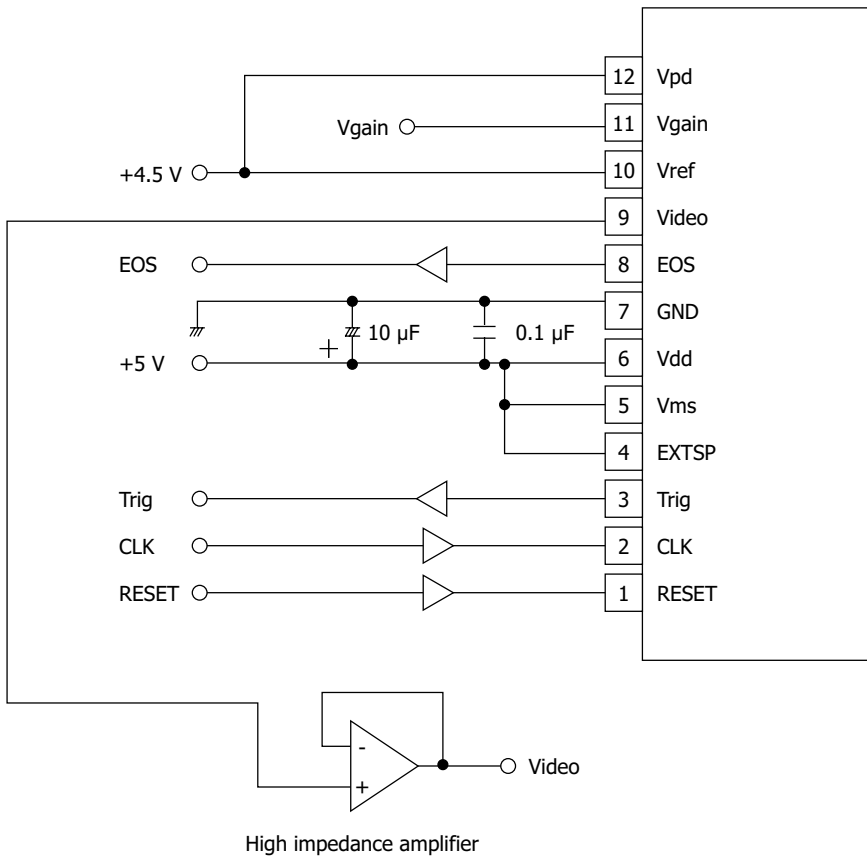 12 Vpd
Vgain 11 Vgain
+4.5 V 10 Vref
9 Video
EOS 8 EOS
7 GND
10 µF 0.1 µF
+
+5 V 6 Vdd
5 Vms
4 EXTSP
Trig 3 Trig
CLK 2 CLK
RESET 1 RESET
-
+
Video
High impedance amplifier